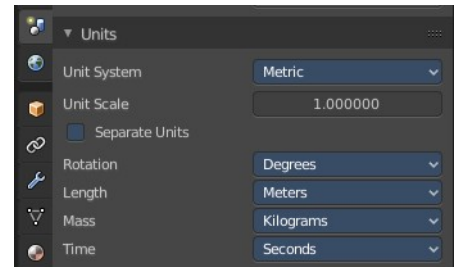 Units
Unit System Metric
Unit Scale 1.000000
Separate Units
Rotation Degrees
Length Meters
Mass Kilograms
Time Seconds